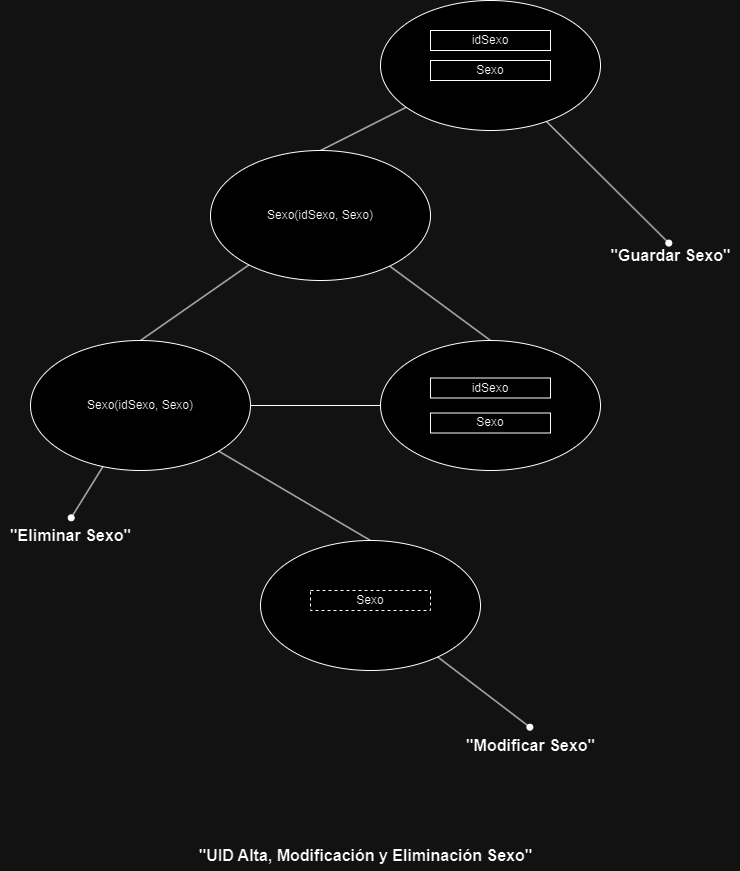 idSexo
Sexo
Sexo(idSexo, Sexo)
"Guardar Sexo"
Sexo(idSexo, Sexo)
idSexo
Sexo
"Eliminar Sexo"
Sexo
"Modificar Sexo"
"UID Alta, Modificación y Eliminación Sexo"